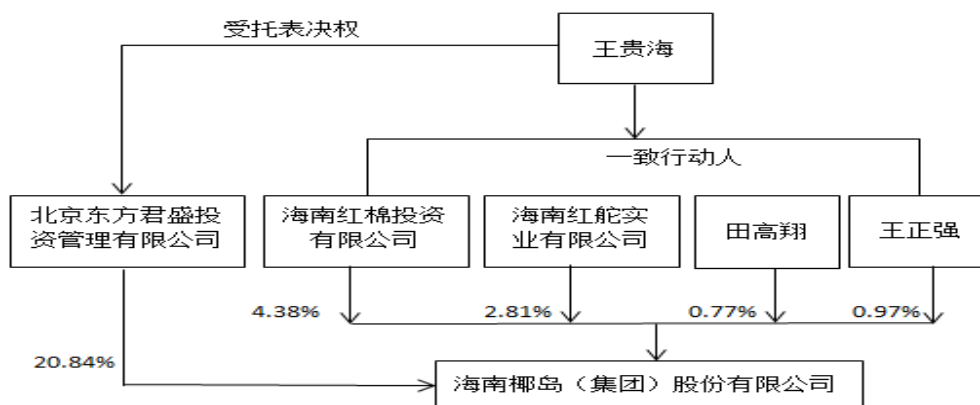 受托表决权
王贵海
一致行动人
北京东方君盛投
资管理有限公司
海南红棉投资
有限公司
海南红舵实
业有限公司
田高翔
王正强
4.38%
2.81%
0.77%
0.97%
20.84%
海南椰岛（集团）股份有限公司